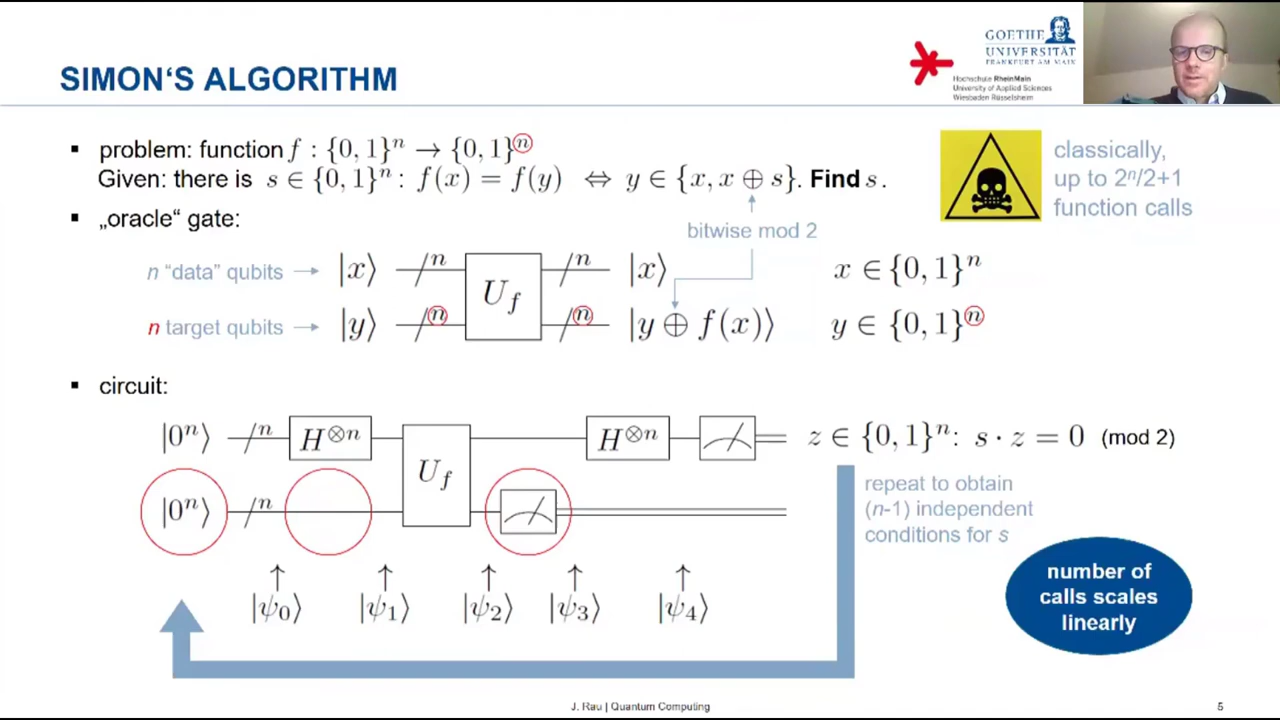 SIMON‘S ALGORITHM
GOETHE
UNIVERSITÄT
FRANKFURT AM MAIN
Hochschule RheinMain
University of Applied Sciences
Wiesbaden Rüsselsheim
▪ problem: function f : {0, 1}ⁿ → {0, 1}ⁿ
Given: there is s ∈ {0, 1}ⁿ : f(x) = f(y) ⇔ y ∈ {x, x ⊕ s}. Find s .
classically,
up to 2ⁿ/2+1
function calls
▪ „oracle“ gate:
bitwise mod 2
n “data” qubits → |x⟩ n U_f n |x⟩ x ∈ {0, 1}ⁿ
n target qubits → |y⟩ n n |y ⊕ f(x)⟩ y ∈ {0, 1}ⁿ
▪ circuit:
|0ⁿ⟩ n H^⊗n U_f H^⊗n z ∈ {0, 1}ⁿ : s · z = 0 (mod 2)
|0ⁿ⟩ n
repeat to obtain
(n-1) independent
conditions for s
number of
calls scales
linearly
|ψ₀⟩ |ψ₁⟩ |ψ₂⟩ |ψ₃⟩ |ψ₄⟩
J. Rau | Quantum Computing
5